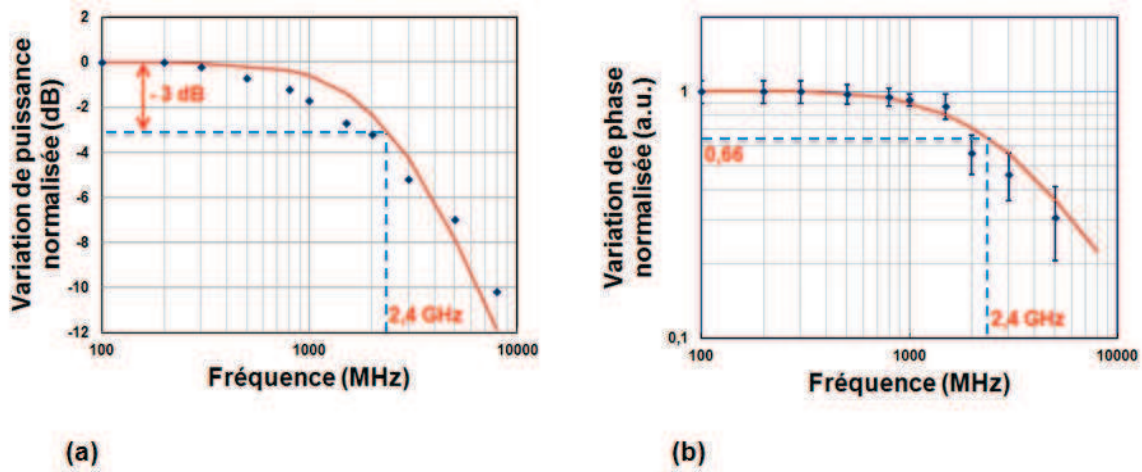 2
0
-2
-4
-6
-8
-10
-12
- 3 dB
2,4 GHz
100
1000
10000
Variation de puissance
normalisée (dB)
Fréquence (MHz)
(a)
1
0,1
0,66
2,4 GHz
100
1000
10000
Variation de phase
normalisée (a.u.)
Fréquence (MHz)
(b)